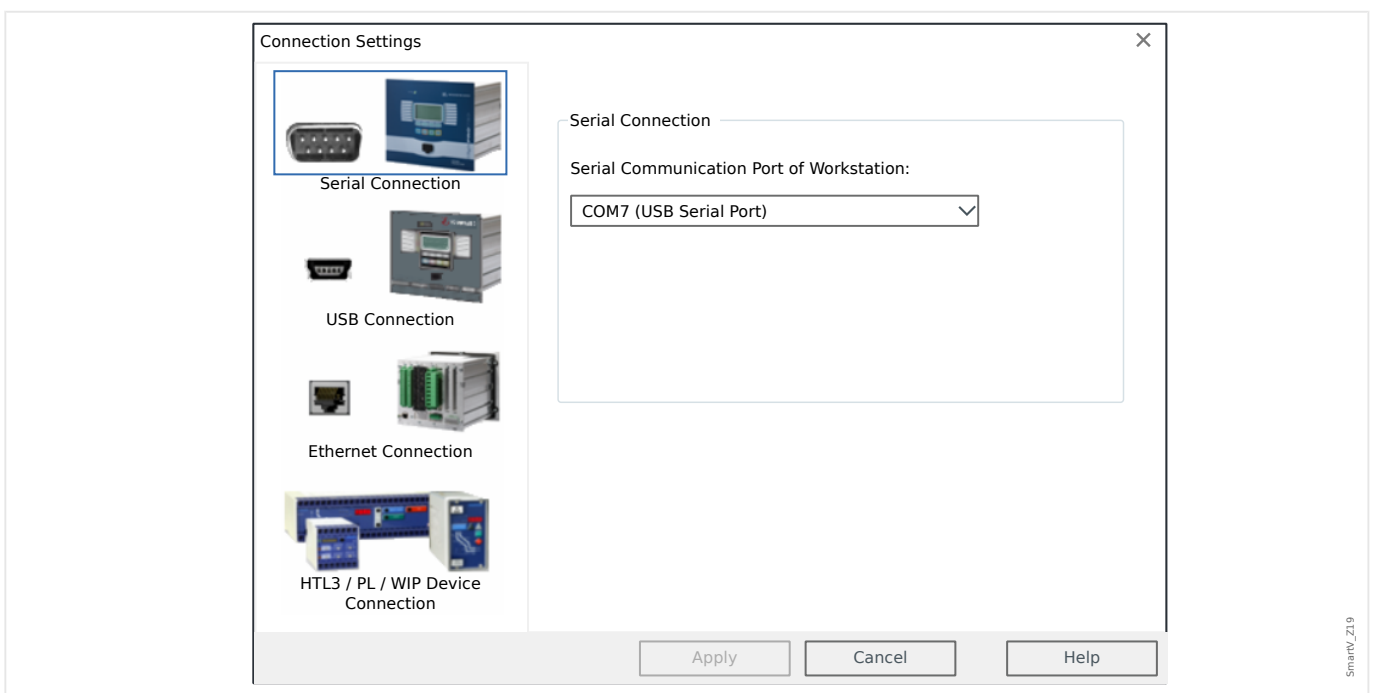 Connection Settings
Serial Connection
USB Connection
Ethernet Connection
HTL3 / PL / WIP Device
Connection
Serial Connection
Serial Communication Port of Workstation:
COM7 (USB Serial Port)
Apply
Cancel
Help
SmartV_Z19